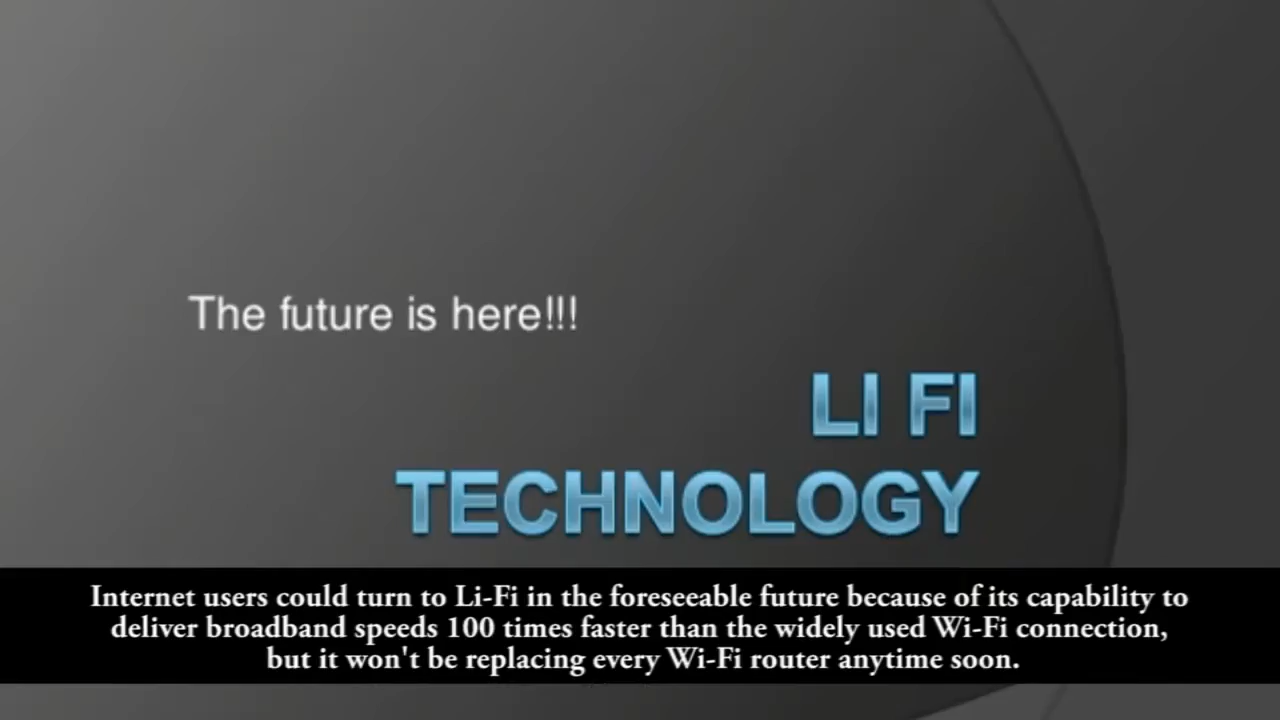 The future is here!!!
LI FI
TECHNOLOGY
Internet users could turn to Li-Fi in the foreseeable future because of its capability to
deliver broadband speeds 100 times faster than the widely used Wi-Fi connection,
but it won't be replacing every Wi-Fi router anytime soon.